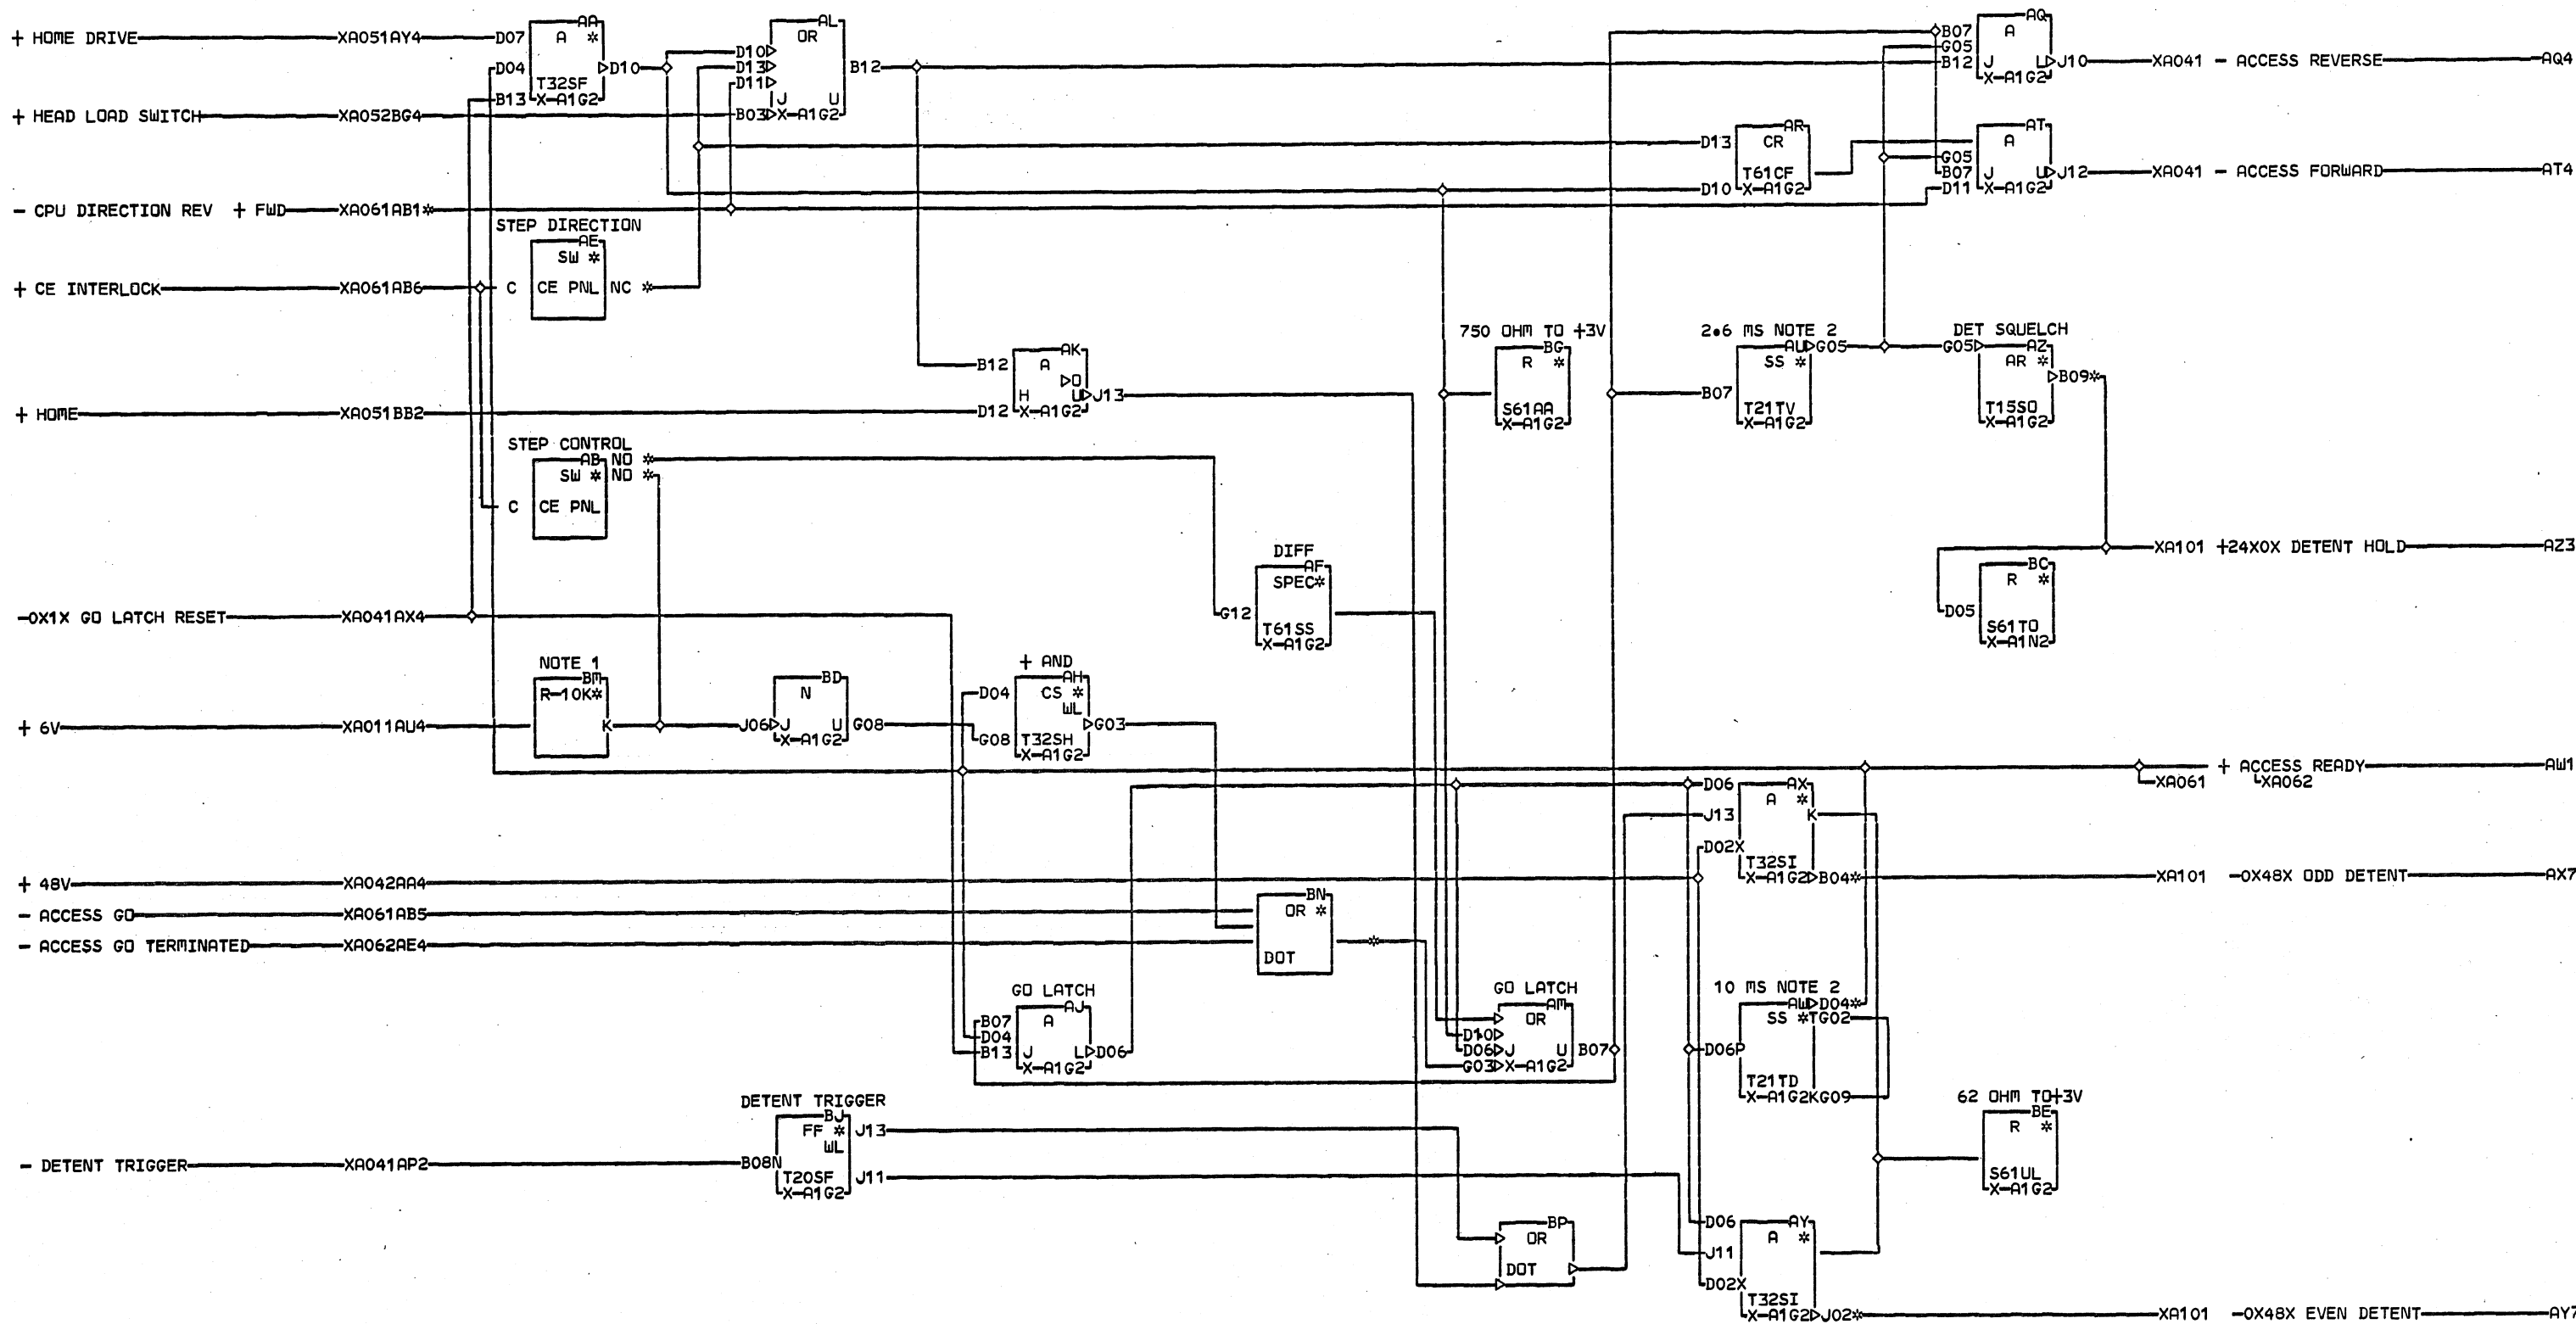 + HOME DRIVE XA051AY4 D07
AA
A *
D04
D10
T32SF
B13
X-A1G2
AL
OR
D10
D13
D11
B12
J U
B03 X-A1G2
AQ
B07
A
G05
B12 J L J10 XA041 - ACCESS REVERSE AQ4
X-A1G2
+ HEAD LOAD SWITCH XA052BG4
AR
D13 CR
T61CF
D10 X-A1G2
AT
A
G05
B07 J U J12 XA041 - ACCESS FORWARD AT4
D11 X-A1G2
- CPU DIRECTION REV + FWD XA061AB1*
STEP DIRECTION
AE
SW *
+ CE INTERLOCK XA061AB6 C CE PNL NC *
750 OHM TO +3V
BG
R *
S61AA
X-A1G2
2.6 MS NOTE 2
AU G05
SS *
B07
T21TV
X-A1G2
DET SQUELCH
G05 AZ
AR *
B09*
T15SO
X-A1G2
AK
B12 A
O
H U J13
D12 X-A1G2
+ HOME XA051BB2
STEP CONTROL
AB NO *
SW * NO *
C CE PNL
DIFF
AF
SPEC*
G12
T61SS
X-A1G2
XA101 +24X0X DETENT HOLD AZ3
BC
R *
D05
S61TO
X-A1N2
-0X1X GO LATCH RESET XA041AX4
NOTE 1
BM
R-10K*
+ 6V XA011AU4 K
BD
N
J06 J U G08
X-A1G2
+ AND
AH
D04 CS *
WL
G03
G08 T32SH
X-A1G2
+ ACCESS READY AW1
XA061 XA062
D06 AX
A *
J13 K
D02X
T32SI
X-A1G2 B04* XA101 -0X48X ODD DETENT AX7
+ 48V XA042AA4
- ACCESS GO XA061AB5
- ACCESS GO TERMINATED XA062AE4
BN
OR *
*
DOT
GO LATCH
AJ
B07 A
D04
B13 J L D06
X-A1G2
GO LATCH
AM
OR
D10
D06 J U B07
G03 X-A1G2
10 MS NOTE 2
AW D04*
SS *TG02
D06P
T21TD
X-A1G2KG09
62 OHM TO+3V
BE
R *
S61UL
X-A1G2
DETENT TRIGGER
BJ
FF * J13
WL
- DETENT TRIGGER XA041AP2 B08N
T20SF J11
X-A1G2
BP
OR
DOT
D06 AY
A *
J11
D02X
T32SI
X-A1G2 J02* XA101 -0X48X EVEN DETENT AY7